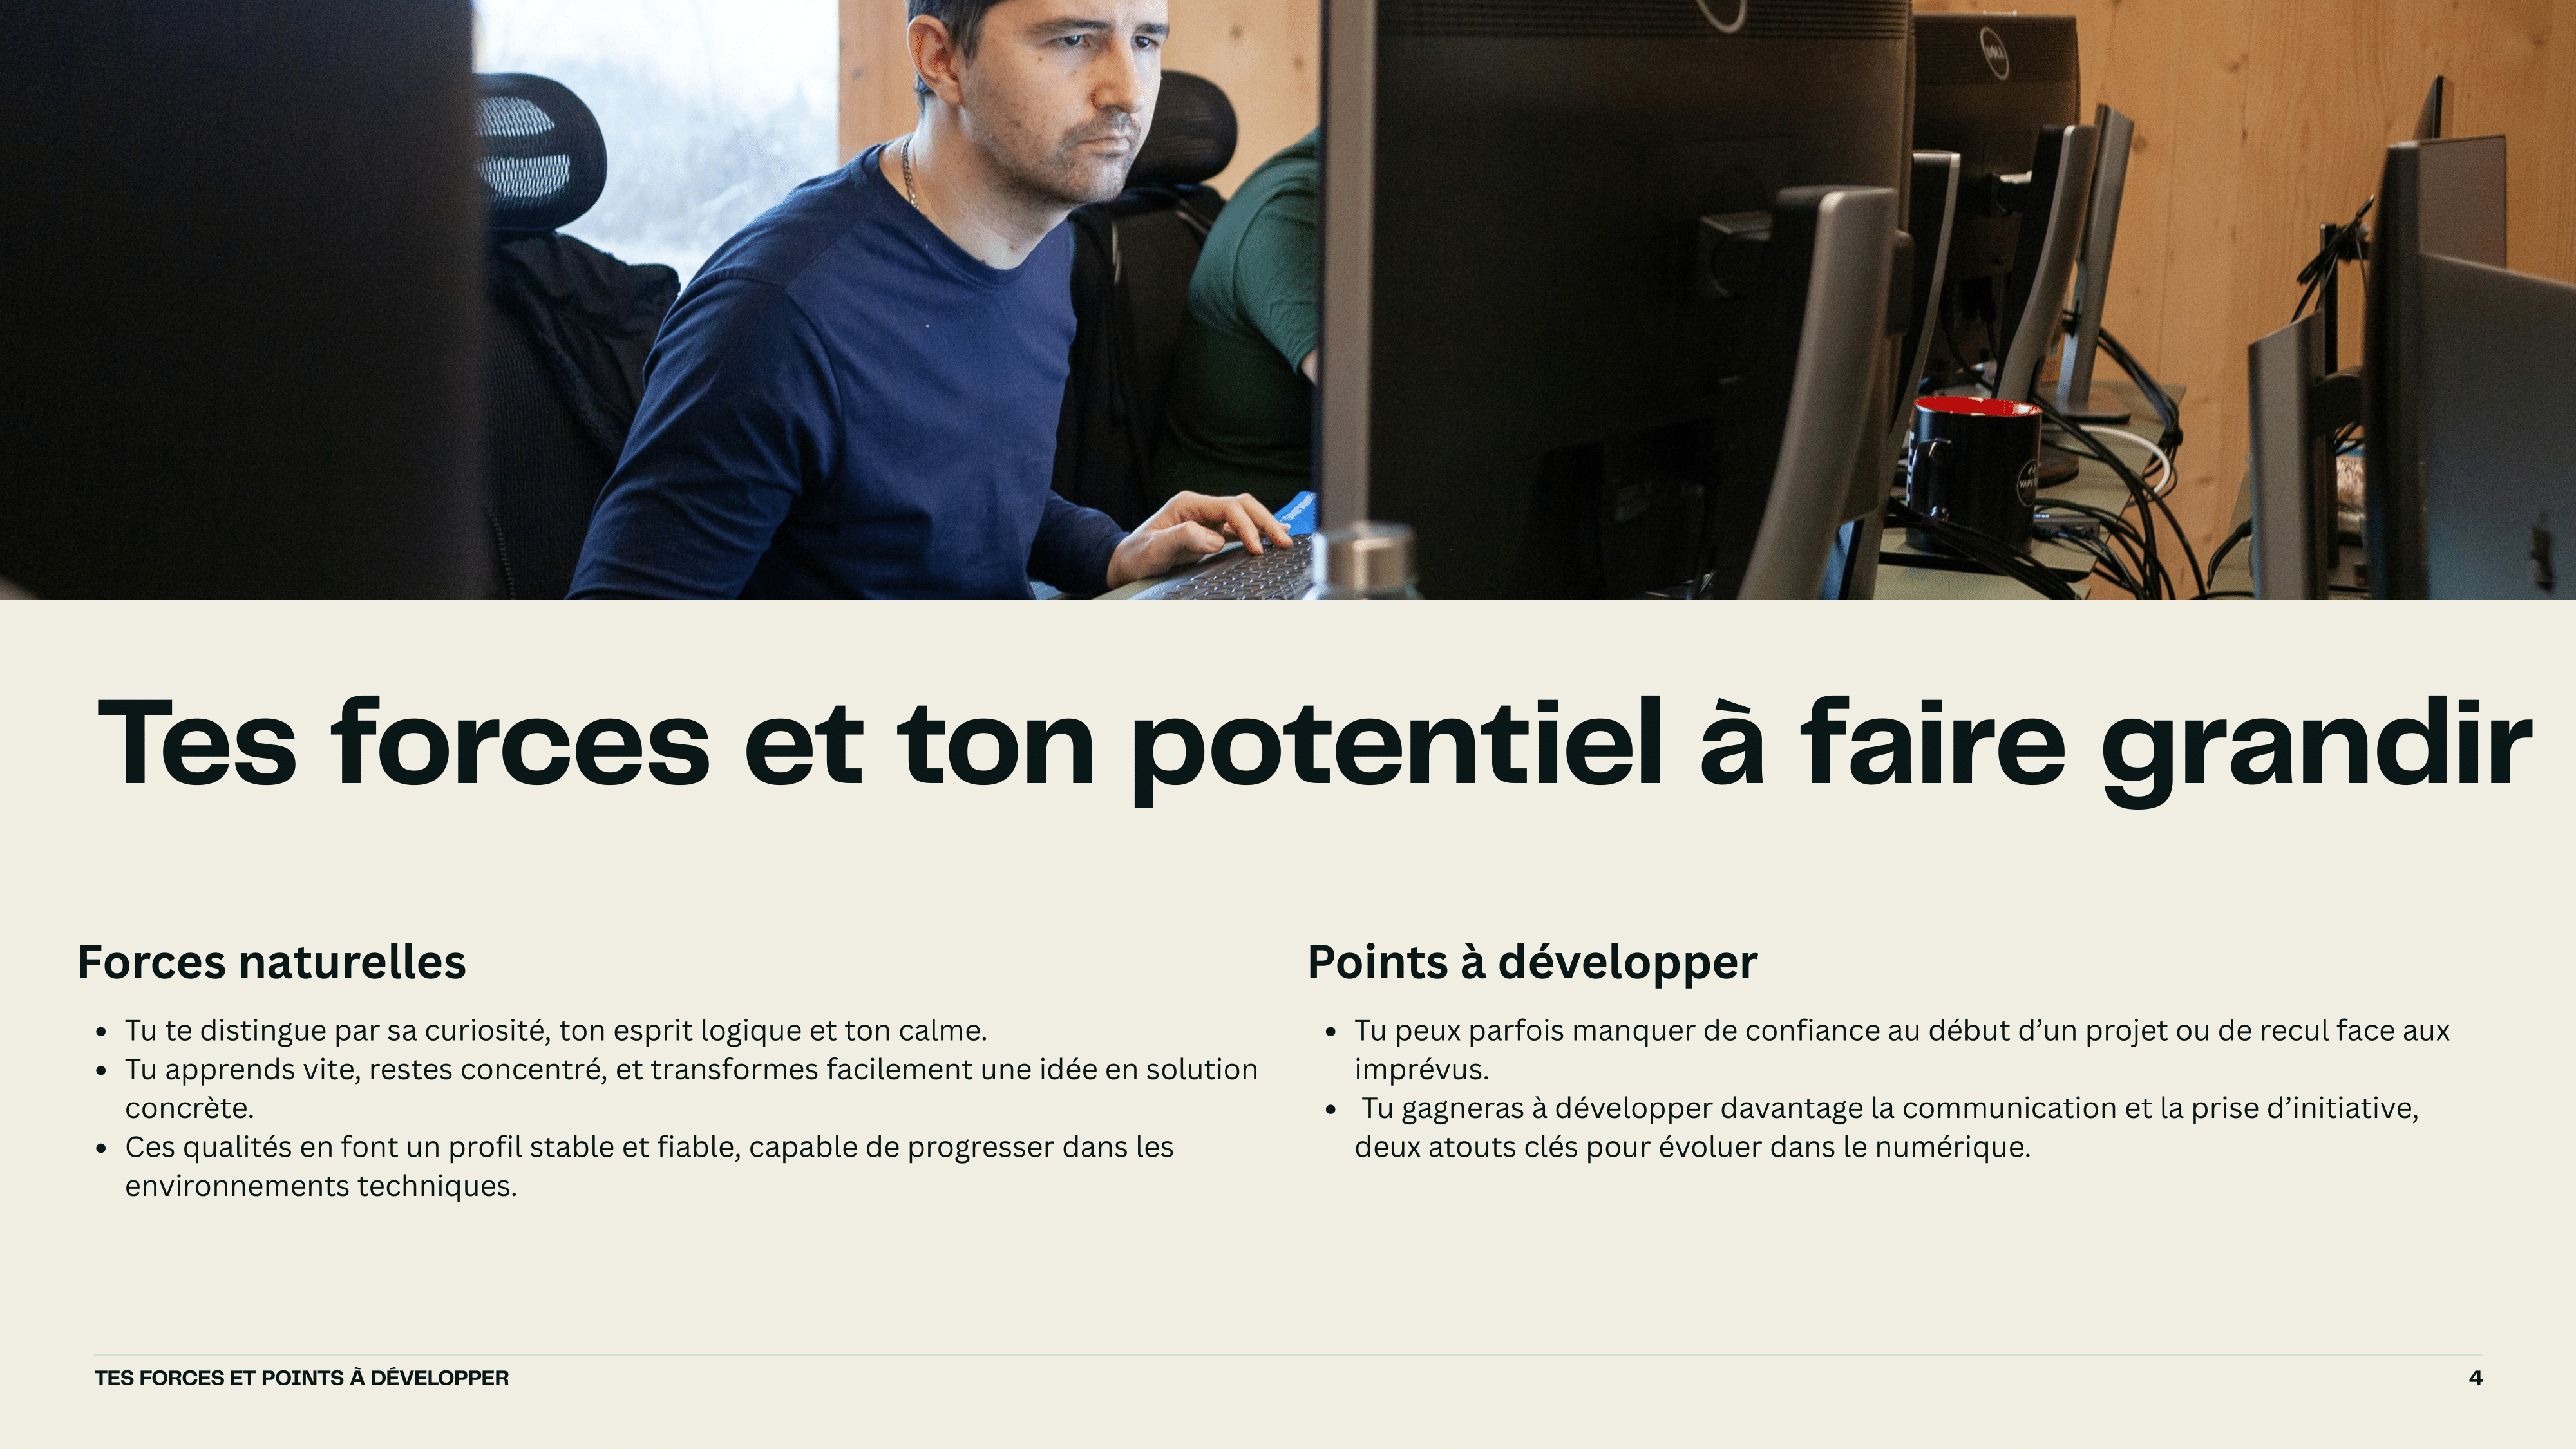 DELL
Tes forces et ton potentiel à faire grandir
Forces naturelles
• Tu te distingue par sa curiosité, ton esprit logique et ton calme.
• Tu apprends vite, restes concentré, et transformes facilement une idée en solution
concrète.
• Ces qualités en font un profil stable et fiable, capable de progresser dans les
environnements techniques.
Points à développer
• Tu peux parfois manquer de confiance au début d’un projet ou de recul face aux
imprévus.
• Tu gagneras à développer davantage la communication et la prise d’initiative,
deux atouts clés pour évoluer dans le numérique.
TES FORCES ET POINTS À DÉVELOPPER
4